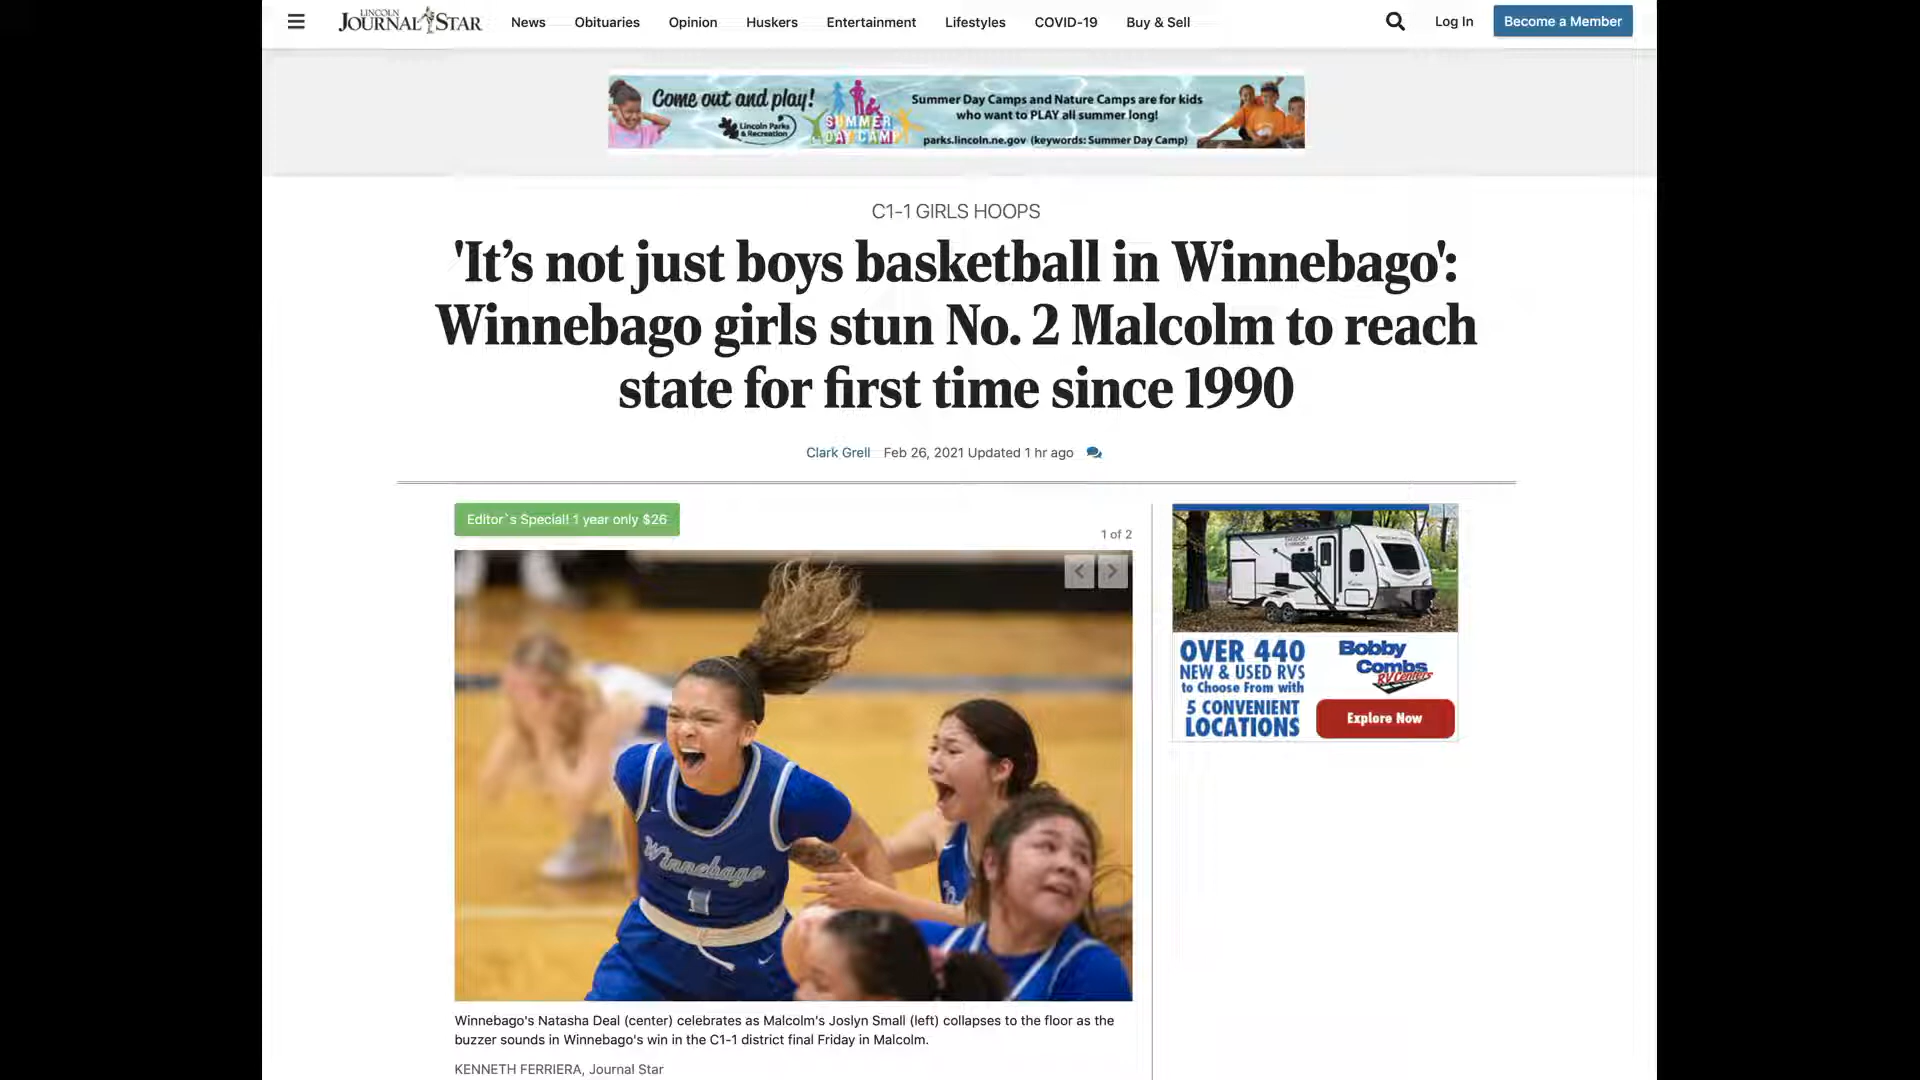 LINCOLN
JOURNAL STAR
News
Obituaries
Opinion
Huskers
Entertainment
Lifestyles
COVID-19
Buy & Sell
Log In
Become a Member
Come out and play!
Lincoln Parks
& Recreation
SUMMER
DAY CAMP
Summer Day Camps and Nature Camps are for kids
who want to PLAY all summer long!
parks.lincoln.ne.gov (keywords: Summer Day Camp)
C1-1 GIRLS HOOPS
'It’s not just boys basketball in Winnebago':
Winnebago girls stun No. 2 Malcolm to reach
state for first time since 1990
Clark Grell Feb 26, 2021 Updated 1 hr ago
Editor`s Special! 1 year only $26
1 of 2
Winnebago
1
OVER 440
NEW & USED RVS
to Choose From with
5 CONVENIENT
LOCATIONS
Bobby
Combs
RV Centers
Explore Now
Winnebago's Natasha Deal (center) celebrates as Malcolm's Joslyn Small (left) collapses to the floor as the
buzzer sounds in Winnebago's win in the C1-1 district final Friday in Malcolm.
KENNETH FERRIERA, Journal Star